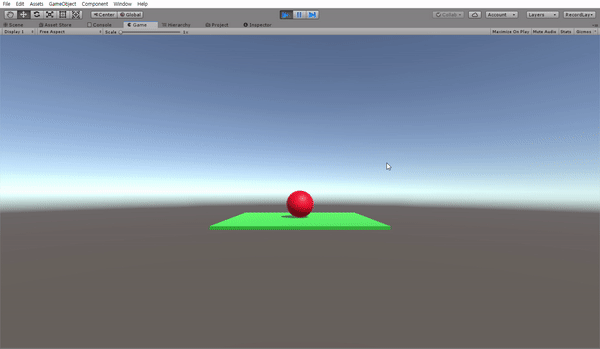 File Edit Assets GameObject Component Window Help
Center Global Collab Account Layers RecordLay
Scene Asset Store Console Game Hierarchy Project Inspector
Display 1 Free Aspect Scale 1x Maximize On Play Mute Audio Stats Gizmos